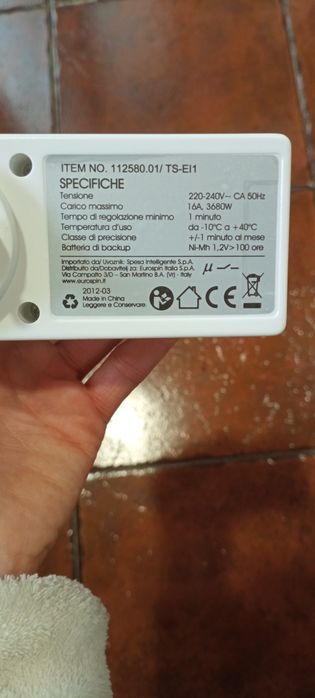 ITEM NO. 112580.01/ TS-EI1
SPECIFICHE
Tensione 220-240V~ CA 50Hz
Carico massimo 16A, 3680W
Tempo di regolazione minimo 1 minuto
Temperatura d'uso da -10°C a +40°C
Classe di precisione +/-1 minuto al mese
Batteria di backup Ni-Mh 1,2V>100 ore
Importato da/ Uvoznik: Spesa Intelligente S.p.A.
Distribuito da/Dobavitelj za: Eurospin Italia S.p.A.
Via Campalto 3/D - San Martino B.A. (Vr) - Italy
www.eurospin.it
µ
2012-03
Made in China
Leggere e Conservare
CE